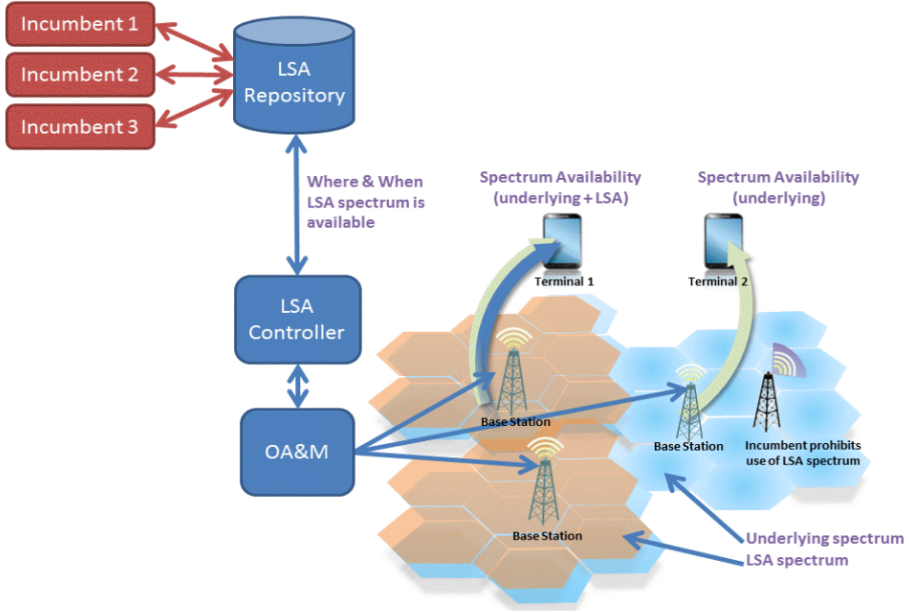 Incumbent 1
Incumbent 2
Incumbent 3
LSA
Repository
Where & When
LSA spectrum is
available
Spectrum Availability
(underlying + LSA)
Spectrum Availability
(underlying)
Terminal 1
Terminal 2
LSA
Controller
OA&M
Base Station
Base Station
Incumbent prohibits
use of LSA spectrum
Base Station
Underlying spectrum
LSA spectrum